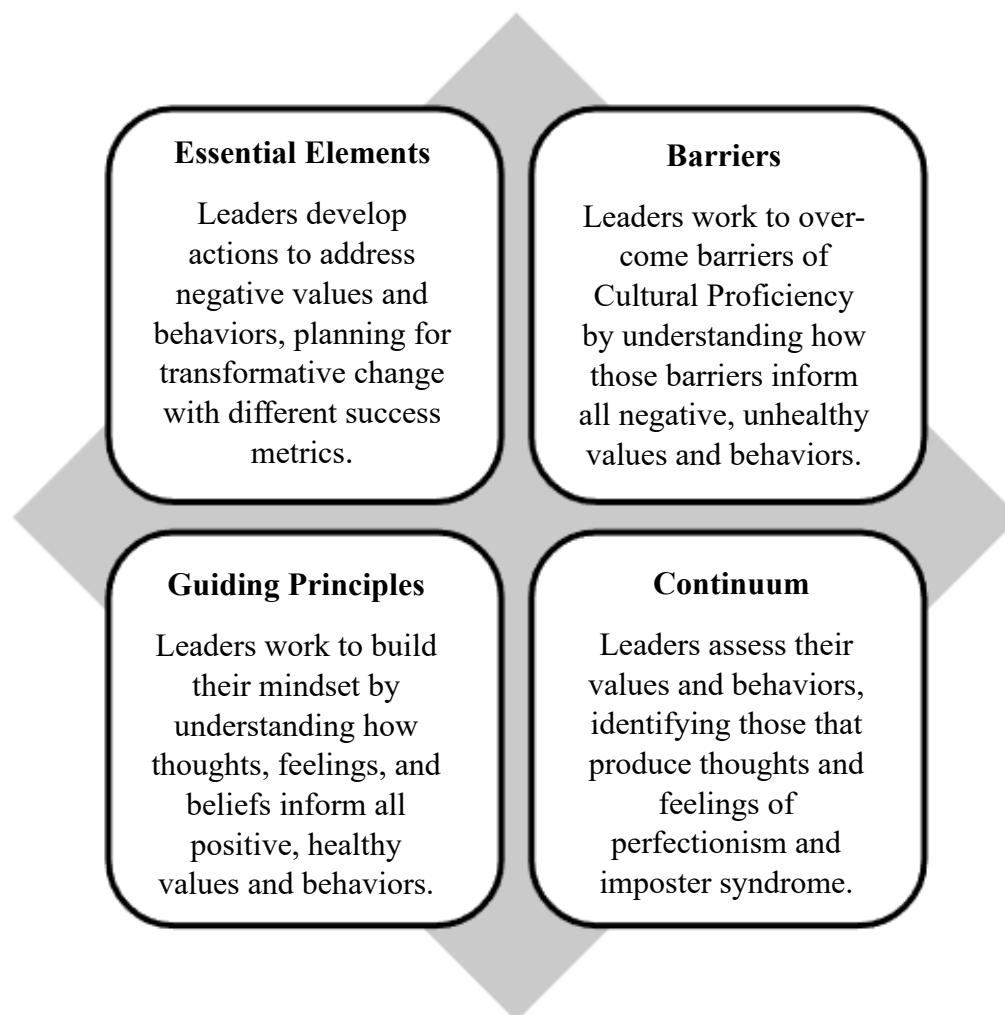 Essential Elements
Leaders develop
actions to address
negative values and
behaviors, planning for
transformative change
with different success
metrics.
Barriers
Leaders work to over-
come barriers of
Cultural Proficiency
by understanding how
those barriers inform
all negative, unhealthy
values and behaviors.
Guiding Principles
Leaders work to build
their mindset by
understanding how
thoughts, feelings, and
beliefs inform all
positive, healthy
values and behaviors.
Continuum
Leaders assess their
values and behaviors,
identifying those that
produce thoughts and
feelings of
perfectionism and
imposter syndrome.